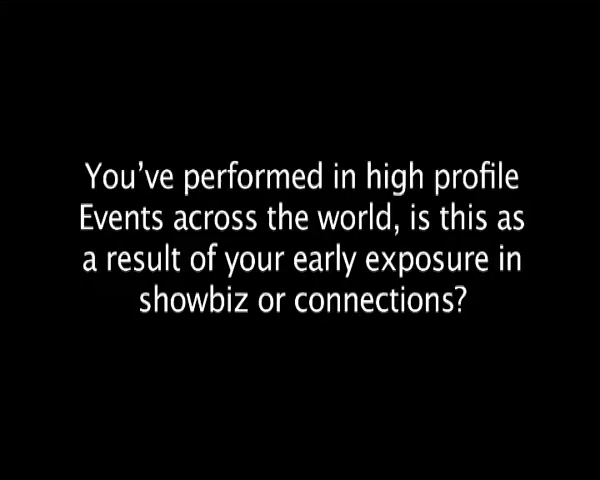 You've performed in high profile
Events across the world, is this as
a result of your early exposure in
showbiz or connections?